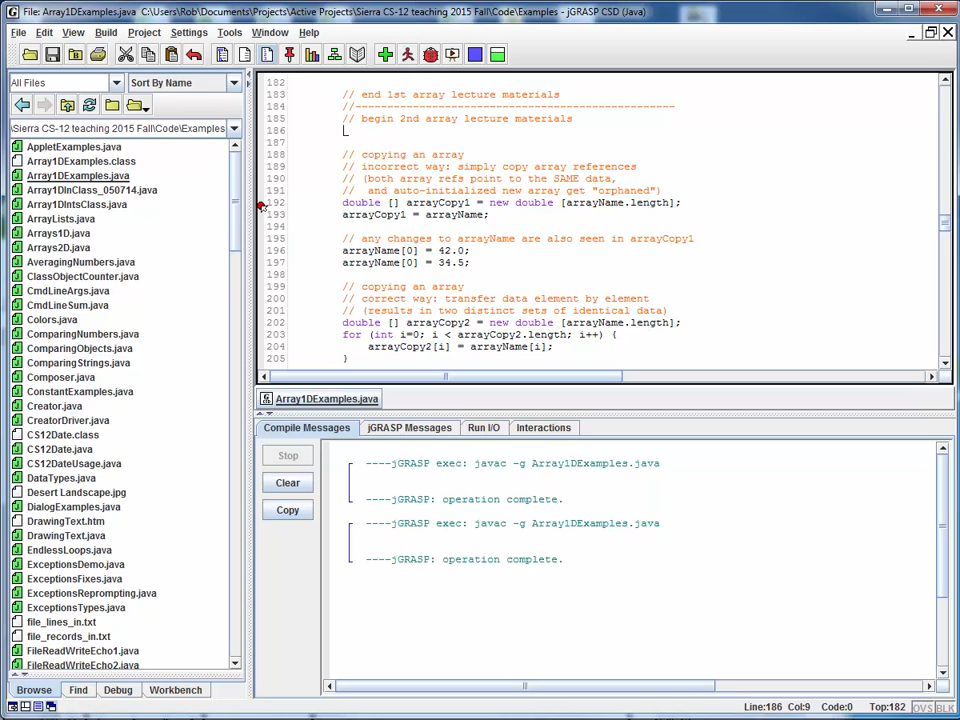 File: Array1DExamples.java  C:\Users\Rob\Documents\Projects\Active Projects\Sierra CS-12 teaching 2015 Fall\Code\Examples - jGRASP CSD (Java)
File Edit View Build Project Settings Tools Window Help
All Files Sort By Name
\Sierra CS-12 teaching 2015 Fall\Code\Examples
AppletExamples.java
Array1DExamples.class
Array1DExamples.java
Array1DInClass_050714.java
Array1DIntsClass.java
ArrayLists.java
Arrays1D.java
Arrays2D.java
AveragingNumbers.java
ClassObjectCounter.java
CmdLineArgs.java
CmdLineSum.java
Colors.java
ComparingNumbers.java
ComparingObjects.java
ComparingStrings.java
Composer.java
ConstantExamples.java
Creator.java
CreatorDriver.java
CS12Date.class
CS12Date.java
CS12DateUsage.java
DataTypes.java
Desert Landscape.jpg
DialogExamples.java
DrawingText.htm
DrawingText.java
EndlessLoops.java
ExceptionsDemo.java
ExceptionsFixes.java
ExceptionsReprompting.java
ExceptionsTypes.java
file_lines_in.txt
file_records_in.txt
FileReadWriteEcho1.java
FileReadWriteEcho2.java
Browse Find Debug Workbench
182
183 // end 1st array lecture materials
184 //-----------------------------------------------------
185 // begin 2nd array lecture materials
186
187
188 // copying an array
189 // incorrect way: simply copy array references
190 // (both array refs point to the SAME data,
191 //  and auto-initialized new array get "orphaned")
192 double [] arrayCopy1 = new double [arrayName.length];
193 arrayCopy1 = arrayName;
194
195 // any changes to arrayName are also seen in arrayCopy1
196 arrayName[0] = 42.0;
197 arrayName[0] = 34.5;
198
199 // copying an array
200 // correct way: transfer data element by element
201 // (results in two distinct sets of identical data)
202 double [] arrayCopy2 = new double [arrayName.length];
203 for (int i=0; i < arrayCopy2.length; i++) {
204 arrayCopy2[i] = arrayName[i];
205 }
Array1DExamples.java
Compile Messages jGRASP Messages Run I/O Interactions
Stop
Clear
Copy
----jGRASP exec: javac -g Array1DExamples.java
----jGRASP: operation complete.
----jGRASP exec: javac -g Array1DExamples.java
----jGRASP: operation complete.
Line:186 Col:9 Code:0 Top:182 OVS BLK